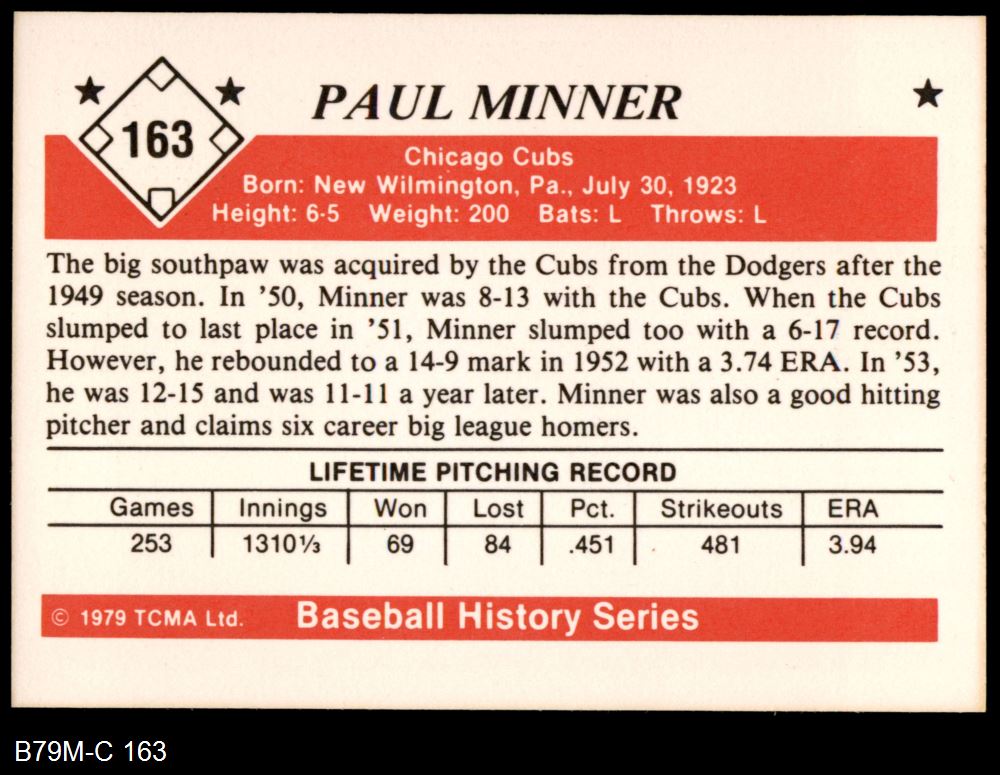 163
PAUL MINNER
Chicago Cubs
Born: New Wilmington, Pa., July 30, 1923
Height: 6-5 Weight: 200 Bats: L Throws: L
The big southpaw was acquired by the Cubs from the Dodgers after the
1949 season. In '50, Minner was 8-13 with the Cubs. When the Cubs
slumped to last place in '51, Minner slumped too with a 6-17 record.
However, he rebounded to a 14-9 mark in 1952 with a 3.74 ERA. In '53,
he was 12-15 and was 11-11 a year later. Minner was also a good hitting
pitcher and claims six career big league homers.
LIFETIME PITCHING RECORD
Games Innings Won Lost Pct. Strikeouts ERA
253 1310⅓ 69 84 .451 481 3.94
© 1979 TCMA Ltd. Baseball History Series
B79M-C 163